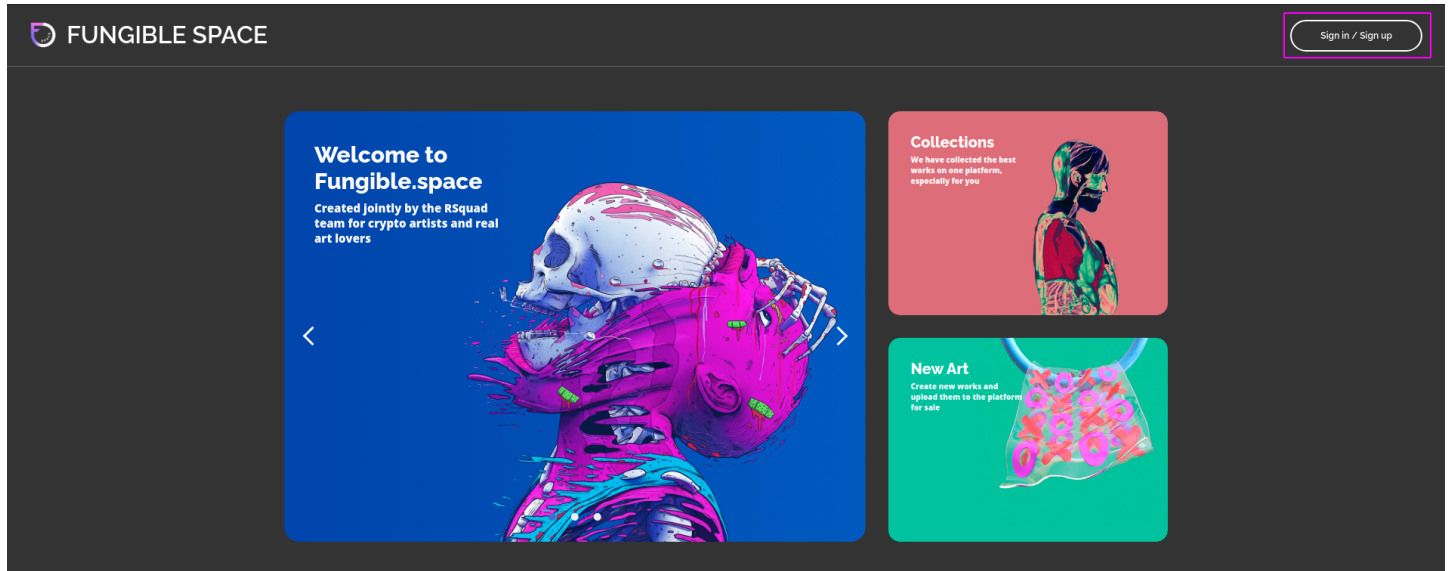 FUNGIBLE SPACE
Sign in / Sign up
Welcome to
Fungible.space
Created jointly by the RSquad
team for crypto artists and real
art lovers
Collections
We have collected the best
works on one platform,
especially for you
New Art
Create new works and
upload them to the platform
for sale